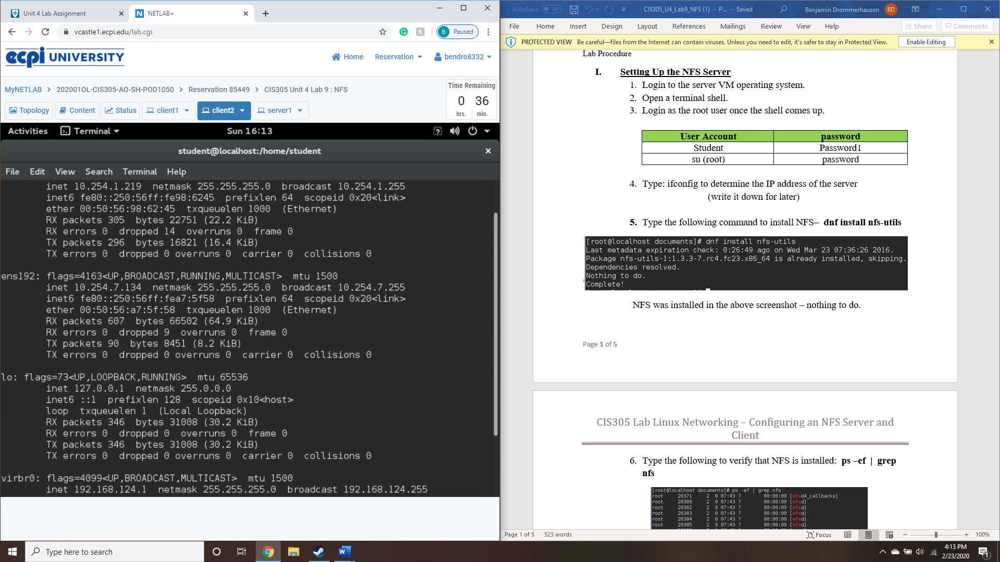 Unit 4 Lab Assignment
NETLAB+
vcastle1.ecpi.edu/lab.cgi
B Paused
ecpi UNIVERSITY
Home
Reservation
bendro8332
MyNETLAB > 202001OL-CIS305-AO-SH-POD1050 > Reservation 85449 > CIS305 Unit 4 Lab 9 : NFS
Time Remaining
0 36
hrs. min.
Topology
Content
Status
client1
client2
server1
Activities
Terminal
Sun 16:13
student@localhost:/home/student
File Edit View Search Terminal Help
inet 10.254.1.219 netmask 255.255.255.0 broadcast 10.254.1.255
inet6 fe80::250:56ff:fe98:6245 prefixlen 64 scopeid 0x20<link>
ether 00:50:56:98:62:45 txqueuelen 1000 (Ethernet)
RX packets 305 bytes 22751 (22.2 KiB)
RX errors 0 dropped 14 overruns 0 frame 0
TX packets 296 bytes 16821 (16.4 KiB)
TX errors 0 dropped 0 overruns 0 carrier 0 collisions 0
ens192: flags=4163<UP,BROADCAST,RUNNING,MULTICAST> mtu 1500
inet 10.254.7.134 netmask 255.255.255.0 broadcast 10.254.7.255
inet6 fe80::250:56ff:fea7:5f58 prefixlen 64 scopeid 0x20<link>
ether 00:50:56:a7:5f:58 txqueuelen 1000 (Ethernet)
RX packets 607 bytes 66502 (64.9 KiB)
RX errors 0 dropped 9 overruns 0 frame 0
TX packets 90 bytes 8451 (8.2 KiB)
TX errors 0 dropped 0 overruns 0 carrier 0 collisions 0
lo: flags=73<UP,LOOPBACK,RUNNING> mtu 65536
inet 127.0.0.1 netmask 255.0.0.0
inet6 ::1 prefixlen 128 scopeid 0x10<host>
loop txqueuelen 1 (Local Loopback)
RX packets 346 bytes 31008 (30.2 KiB)
RX errors 0 dropped 0 overruns 0 frame 0
TX packets 346 bytes 31008 (30.2 KiB)
TX errors 0 dropped 0 overruns 0 carrier 0 collisions 0
virbr0: flags=4099<UP,BROADCAST,MULTICAST> mtu 1500
inet 192.168.124.1 netmask 255.255.255.0 broadcast 192.168.124.255
AutoSave Off
CIS305_U4_Lab9_NFS (1) - P... - Saved
Benjamin Drommerhausen BD
File Home Insert Design Layout References Mailings Review View Help
Share
Comments
PROTECTED VIEW Be careful—files from the Internet can contain viruses. Unless you need to edit, it's safer to stay in Protected View.
Enable Editing
Lab Procedure
I. Setting Up the NFS Server
1. Login to the server VM operating system.
2. Open a terminal shell.
3. Login as the root user once the shell comes up.
User Account password
Student Password1
su (root) password
4. Type: ifconfig to determine the IP address of the server
(write it down for later)
5. Type the following command to install NFS– dnf install nfs-utils
[root@localhost documents]# dnf install nfs-utils
Last metadata expiration check: 0:26:49 ago on Wed Mar 23 07:36:26 2016.
Package nfs-utils-1:1.3.3-7.rc4.fc23.x86_64 is already installed, skipping.
Dependencies resolved.
Nothing to do.
Complete!
NFS was installed in the above screenshot – nothing to do.
Page 1 of 5
CIS305 Lab Linux Networking – Configuring an NFS Server and
Client
6. Type the following to verify that NFS is installed: ps –ef | grep
nfs
[root@localhost documents]# ps -ef | grep nfs
root 20371 2 0 07:43 ? 00:00:00 [nfsd4_callbacks]
root 20380 2 0 07:43 ? 00:00:00 [nfsd]
root 20382 2 0 07:43 ? 00:00:00 [nfsd]
root 20383 2 0 07:43 ? 00:00:00 [nfsd]
root 20384 2 0 07:43 ? 00:00:00 [nfsd]
root 20385 2 0 07:43 ? 00:00:00 [nfsd]
Page 1 of 5 523 words
Focus
100%
Type here to search
4:13 PM
2/23/2020
1